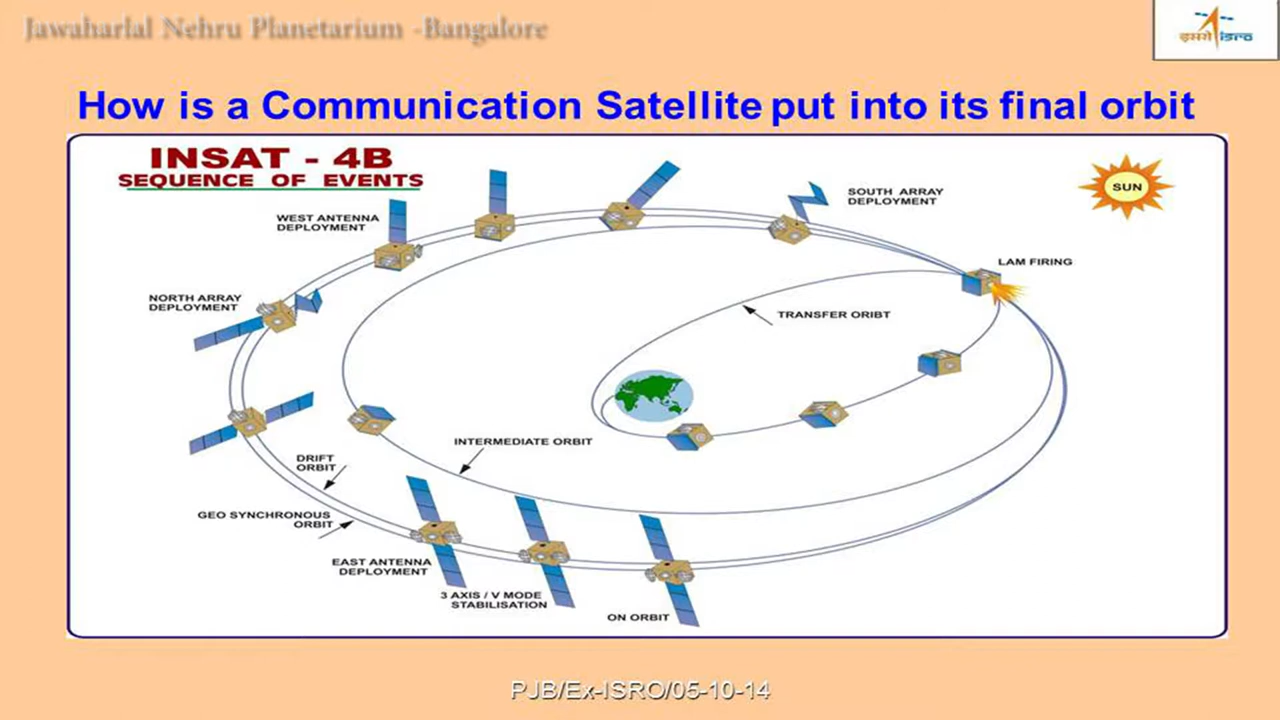 Jawaharlal Nehru Planetarium -Bangalore
इसरो isro
How is a Communication Satellite put into its final orbit
INSAT - 4B
SEQUENCE OF EVENTS
SUN
SOUTH ARRAY
DEPLOYMENT
WEST ANTENNA
DEPLOYMENT
LAM FIRING
NORTH ARRAY
DEPLOYMENT
TRANSFER ORIBT
INTERMEDIATE ORBIT
DRIFT
ORBIT
GEO SYNCHRONOUS
ORBIT
EAST ANTENNA
DEPLOYMENT
3 AXIS / V MODE
STABILISATION
ON ORBIT
PJB/Ex-ISRO/05-10-14